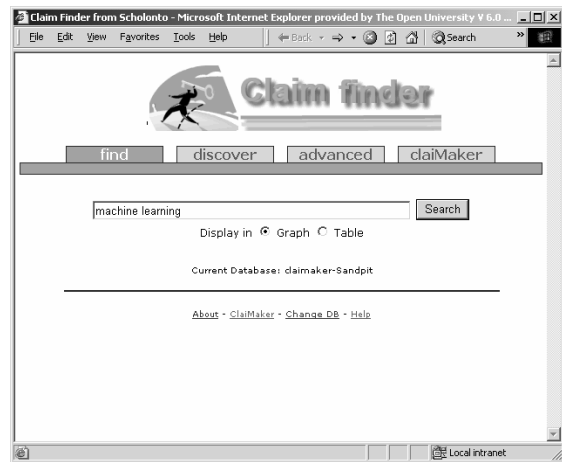 Claim Finder from Scholonto - Microsoft Internet Explorer provided by The Open University V 6.0 ...
File Edit View Favorites Tools Help Back Search »
Claim finder
find discover advanced claiMaker
machine learning Search
Display in Graph Table
Current Database: claimaker-Sandpit
About - ClaiMaker - Change DB - Help
Local intranet